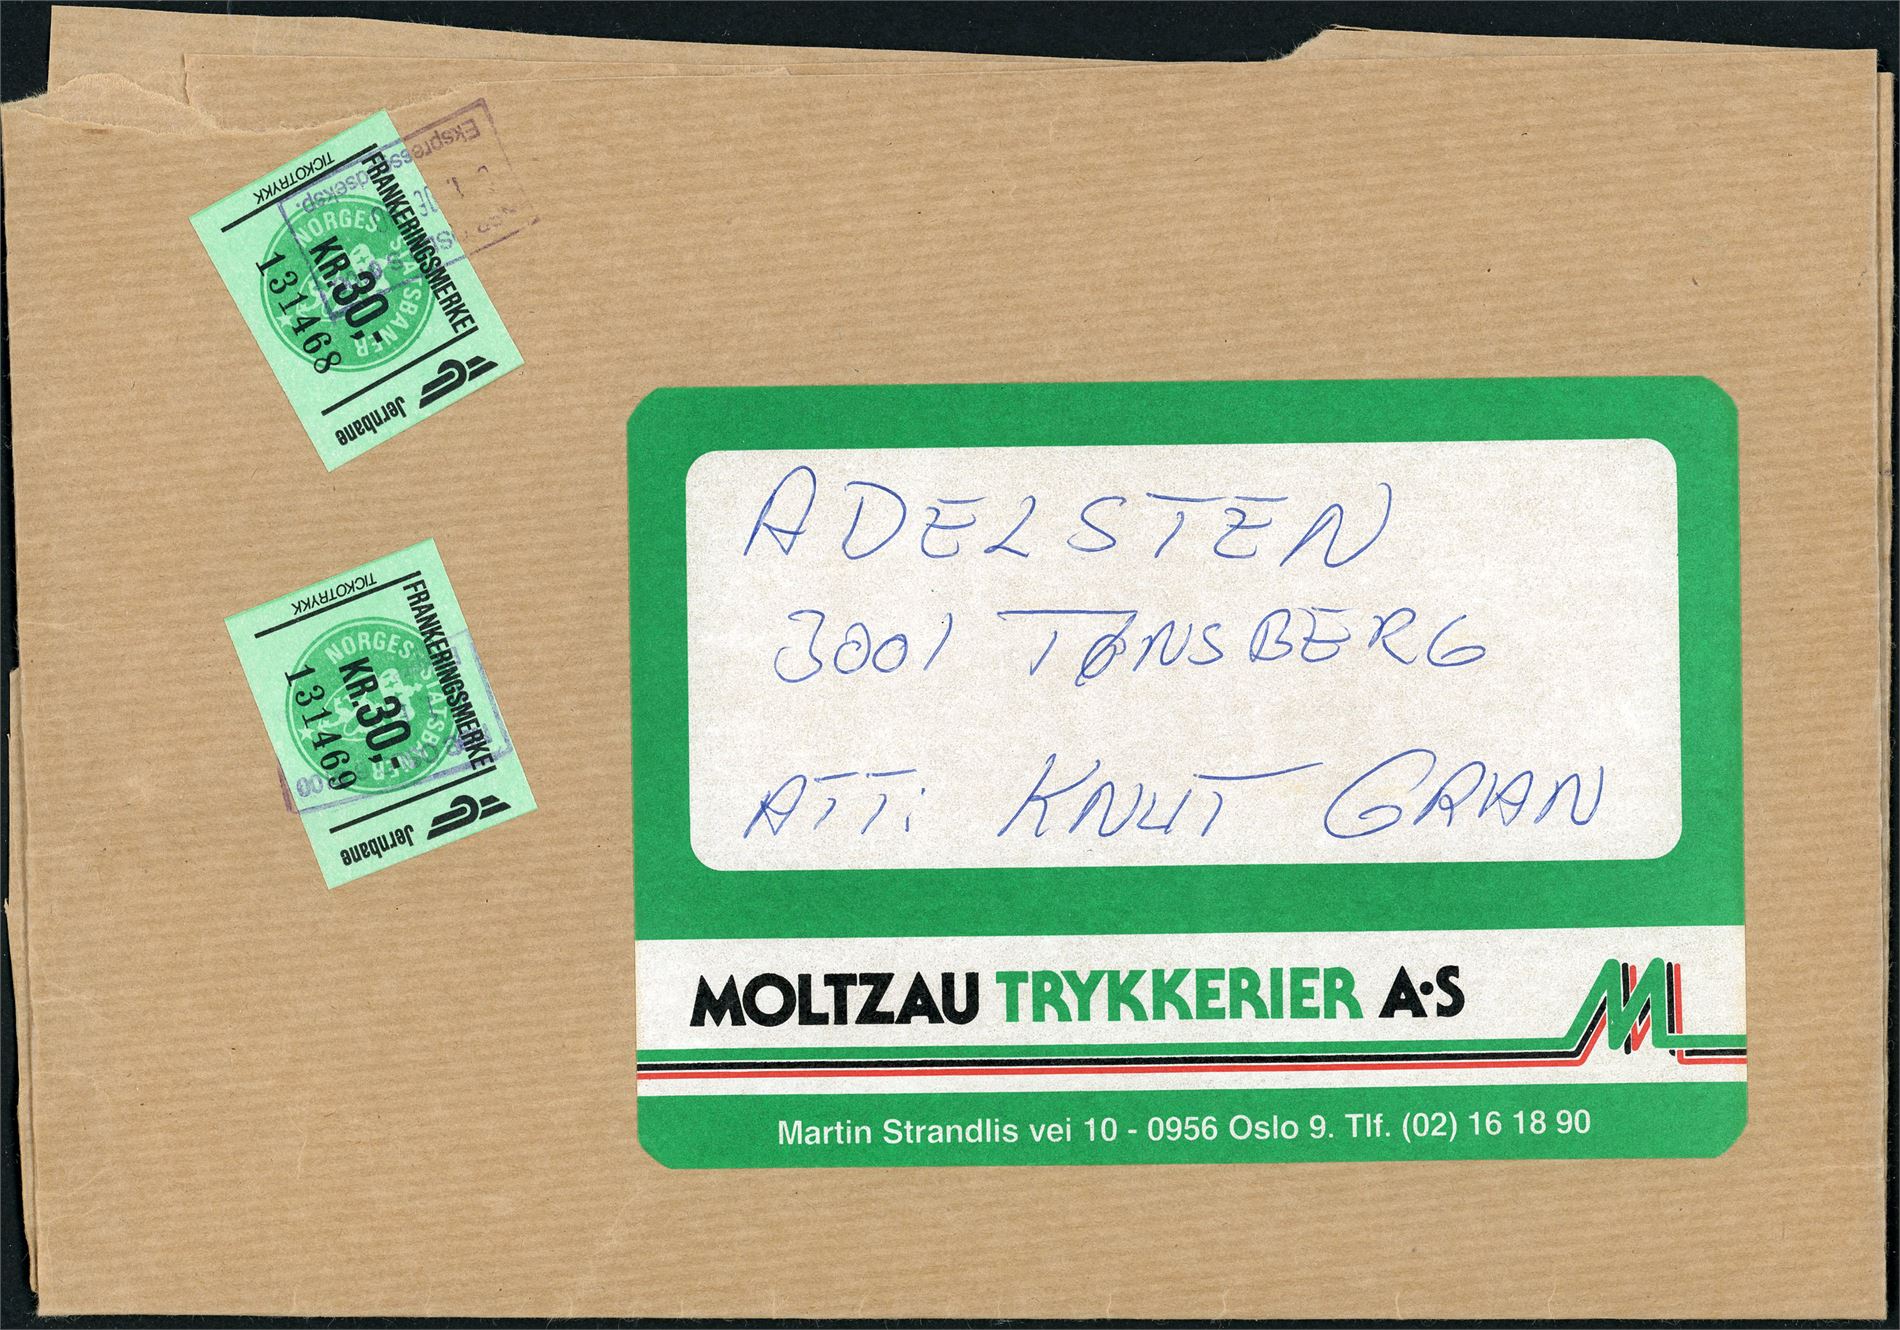 TICKOTRYKK
FRANKERINGSMERKE
NORGES STATSBANER
KR.30,-
131468
Jernbane
Ekspress
TICKOTRYKK
FRANKERINGSMERKE
NORGES STATSBANER
KR.30,-
131469
Jernbane
ADELSTEN
3001 TØNSBERG
ATT: KNUT GRAN
MOLTZAU TRYKKERIER A·S
Martin Strandlis vei 10 - 0956 Oslo 9. Tlf. (02) 16 18 90